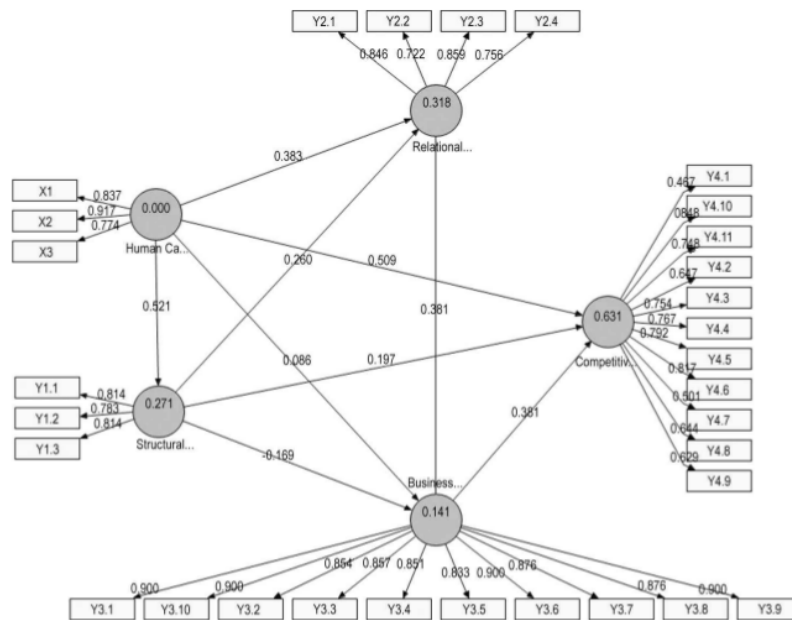 Y2.1 Y2.2 Y2.3 Y2.4
0.846 0.722 0.859 0.756
0.318
Relational...
0.383
X1 0.837
X2 0.917
X3 0.774
0.000
Human Ca...
0.260 0.509
0.521
0.381
0.086
0.197
Y4.1 0.467
Y4.10 0848
Y4.11 0.748
Y4.2 0.647
Y4.3 0.754
Y4.4 0.767
Y4.5 0.792
Y4.6 0.817
Y4.7 0.501
Y4.8 0.644
Y4.9 0.629
0.631
Competitiv...
Y1.1 0.814
Y1.2 0.783
Y1.3 0.814
0.271
Structural...
0.381
-0.169
Business...
0.141
0.900 0.900 0.854 0.857 0.851 0.833 0.900 0.876 0.876 0.900
Y3.1 Y3.10 Y3.2 Y3.3 Y3.4 Y3.5 Y3.6 Y3.7 Y3.8 Y3.9